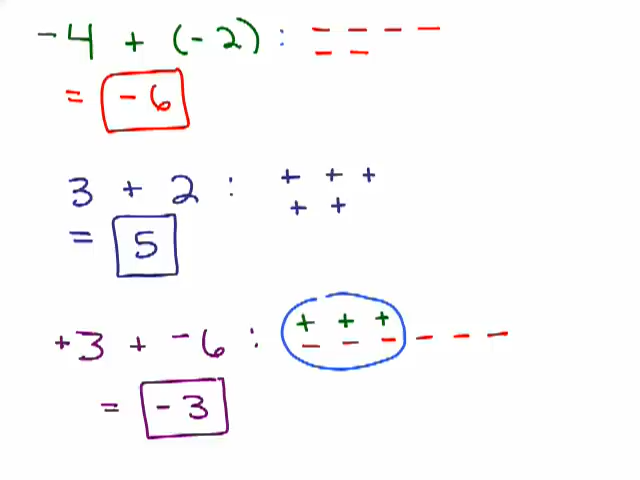 -4 + (-2) : - - - -
- -
= -6
3 + 2 : + + +
+ +
= 5
+ + +
+3 + -6 : - - - - - -
= -3